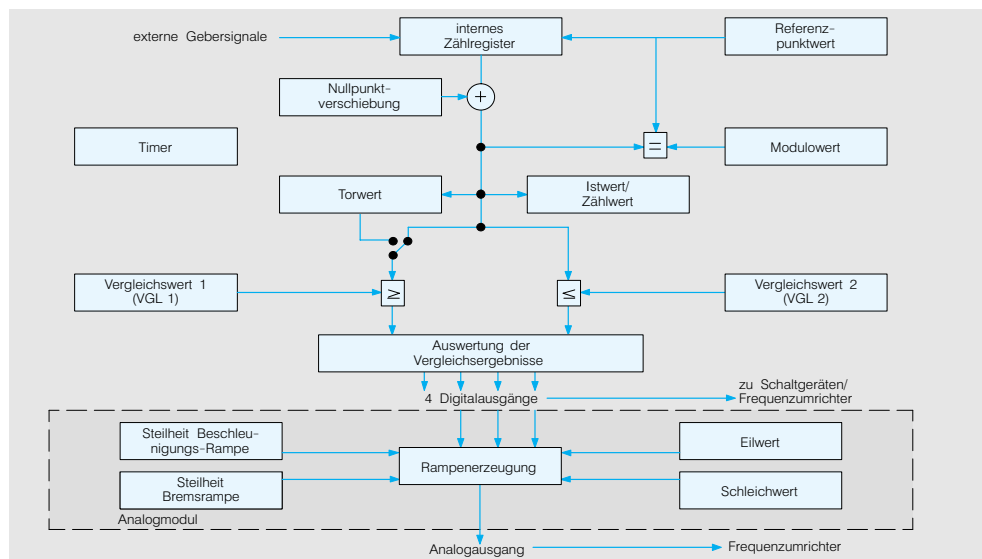 externe Gebersignale
internes
Zählregister
Referenz-
punktwert
Nullpunkt-
verschiebung
+
Timer
=
Modulowert
Torwert
Istwert/
Zählwert
Vergleichswert 1
(VGL 1)
≥
≤
Vergleichswert 2
(VGL 2)
Auswertung der
Vergleichsergebnisse
4 Digitalausgänge
zu Schaltgeräten/
Frequenzumrichter
Steilheit Beschleu-
nigungs-Rampe
Eilwert
Rampenerzeugung
Steilheit
Bremsrampe
Schleichwert
Analogmodul
Analogausgang
Frequenzumrichter